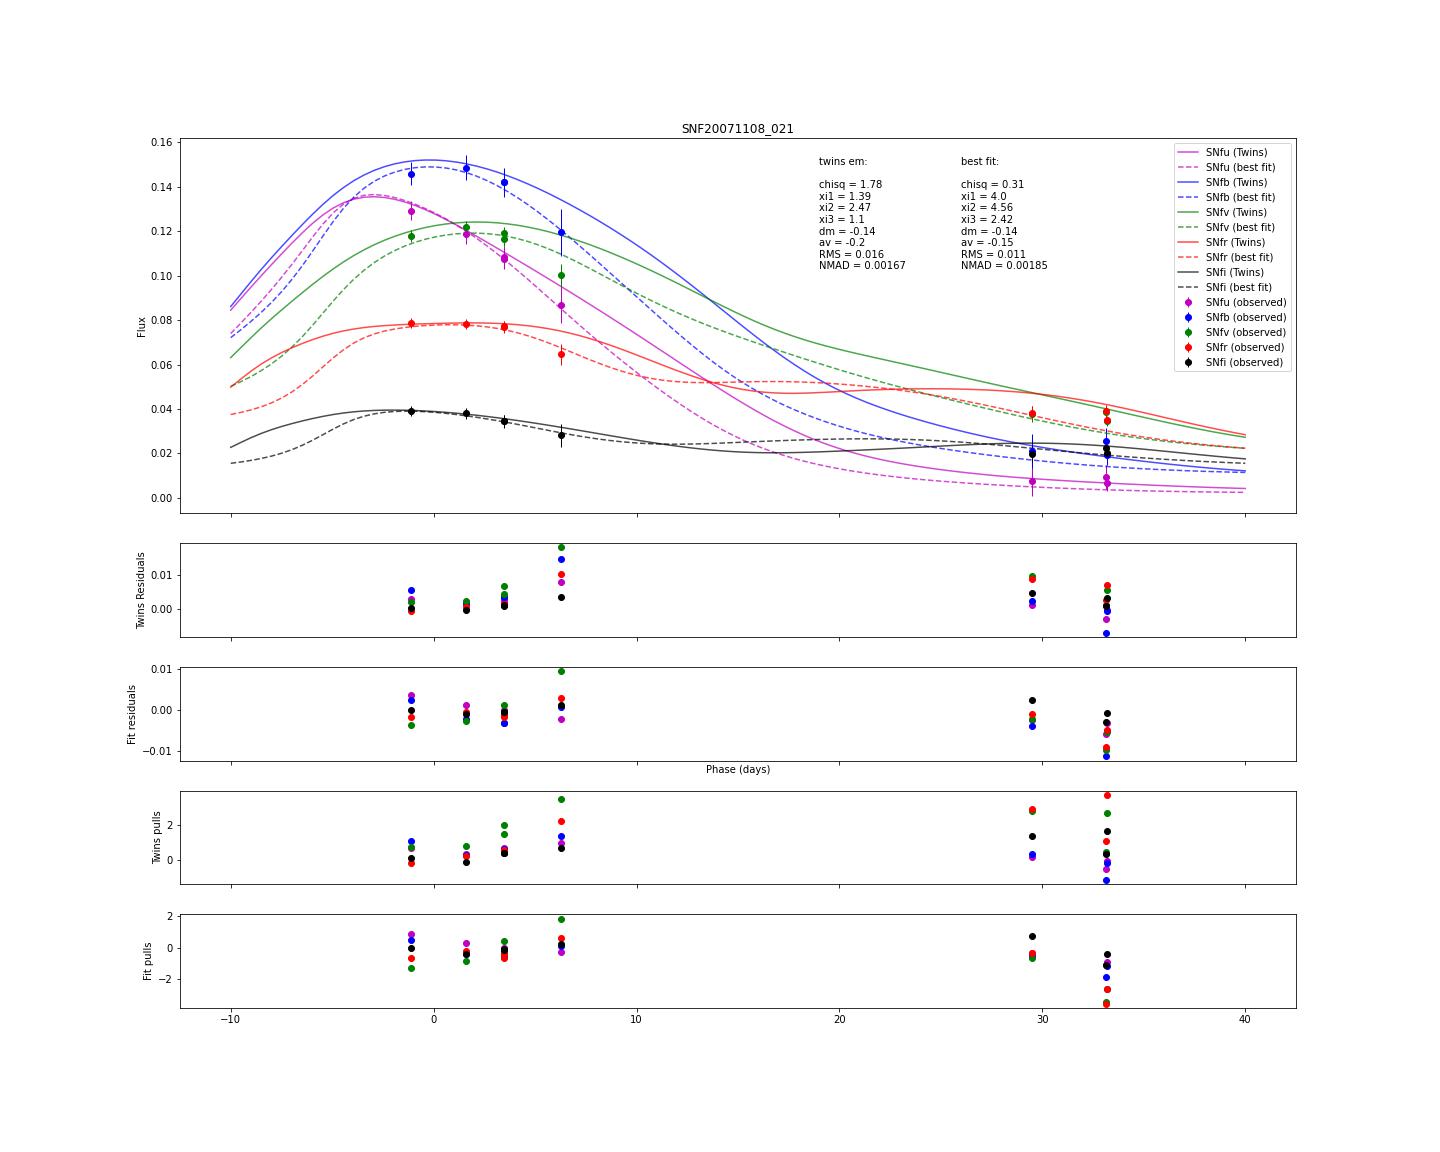 SNF20071108_021
0.16
0.14
0.12
0.10
0.08
0.06
0.04
0.02
0.00
Flux
twins em:
chisq = 1.78
xi1 = 1.39
xi2 = 2.47
xi3 = 1.1
dm = -0.14
av = -0.2
RMS = 0.016
NMAD = 0.00167
best fit:
chisq = 0.31
xi1 = 4.0
xi2 = 4.56
xi3 = 2.42
dm = -0.14
av = -0.15
RMS = 0.011
NMAD = 0.00185
SNfu (Twins)
SNfu (best fit)
SNfb (Twins)
SNfb (best fit)
SNfv (Twins)
SNfv (best fit)
SNfr (Twins)
SNfr (best fit)
SNfi (Twins)
SNfi (best fit)
SNfu (observed)
SNfb (observed)
SNfv (observed)
SNfr (observed)
SNfi (observed)
0.01
0.00
Twins Residuals
0.01
0.00
−0.01
Fit residuals
Phase (days)
2
0
Twins pulls
2
0
−2
Fit pulls
−10
0
10
20
30
40